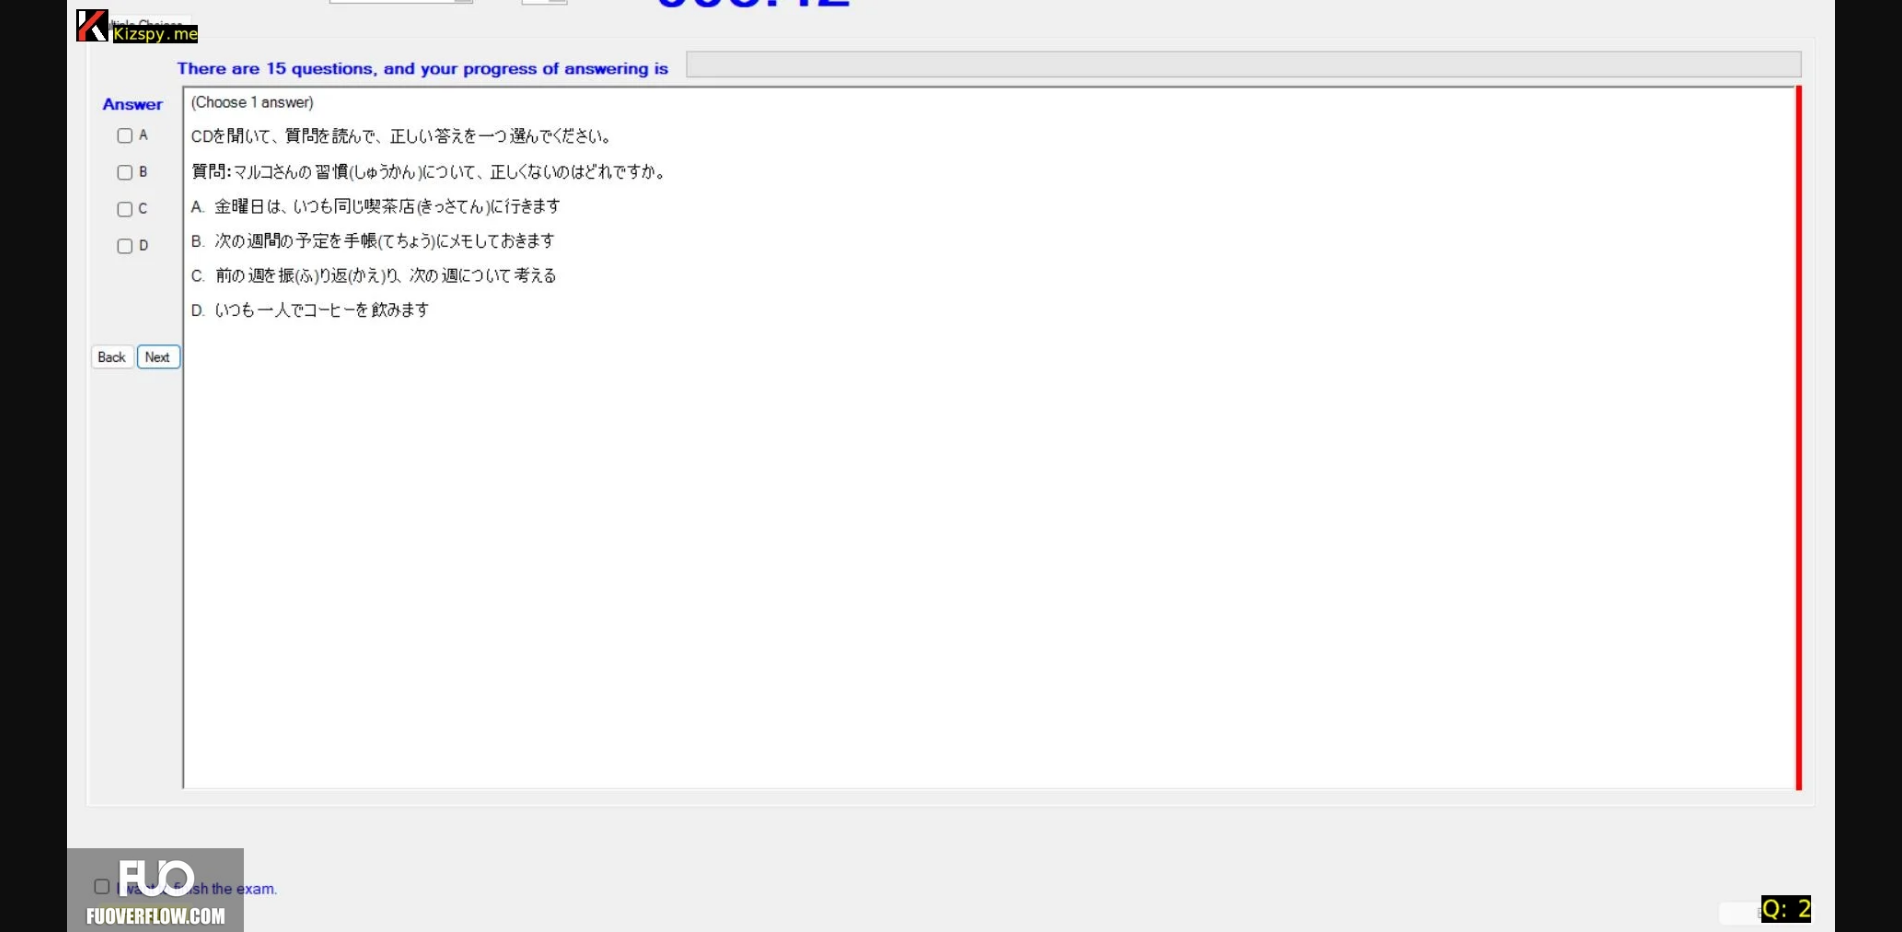 Kizspy.me
There are 15 questions, and your progress of answering is
Answer
(Choose 1 answer)
A
CDを聞いて、質問を読んで、正しい答えを一つ選んでください。
B
質問:マルコさんの習慣(しゅうかん)について、正しくないのはどれですか。
C
A. 金曜日は、いつも同じ喫茶店(きっさてん)に行きます
D
B. 次の週間の予定を手帳(てちょう)にメモしておきます
C. 前の週を振(ふ)り返(かえ)り、次の週について考える
D. いつも一人でコーヒーを飲みます
Back Next
FUO
finish the exam.
FUOVERFLOW.COM
Q: 2